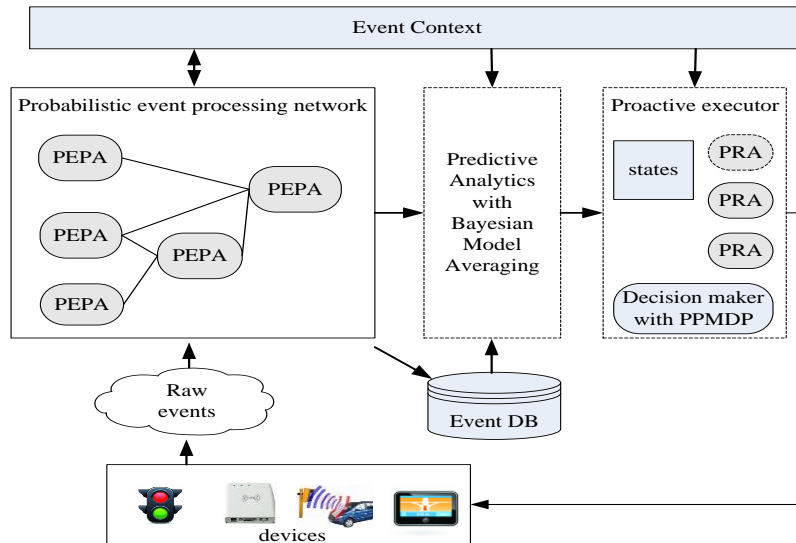 Event Context
Probabilistic event processing network
PEPA
PEPA
PEPA
PEPA
PEPA
Predictive
Analytics
with
Bayesian
Model
Averaging
Proactive executor
states
PRA
PRA
PRA
Decision maker
with PPMDP
Raw
events
Event DB
devices